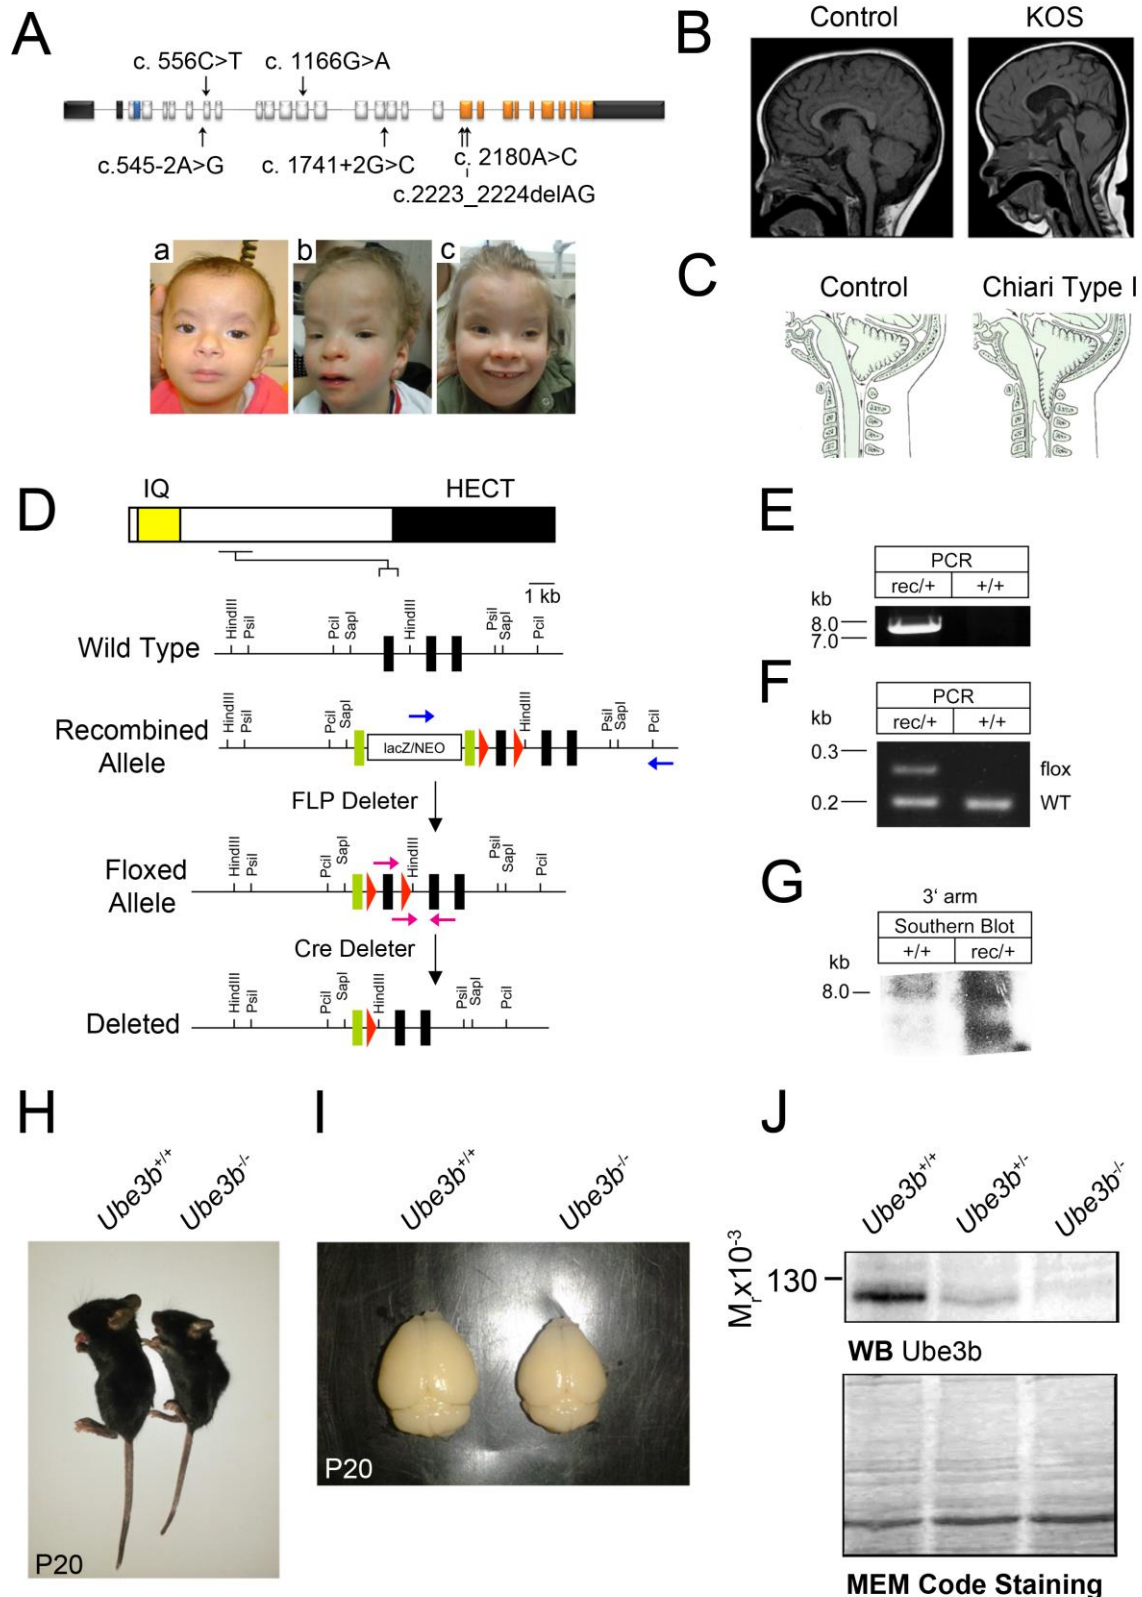 A
c. 556C>T c. 1166G>A
c.545-2A>G c. 1741+2G>C c. 2180A>C
c.2223_2224delAG
a b c
B
Control KOS
C
Control Chiari Type I
D
IQ HECT
1 kb
HindIII PsiI PciI SapI HindIII PsiI SapI PciI
Wild Type
HindIII PsiI PciI SapI HindIII PsiI SapI PciI
Recombined
Allele
lacZ/NEO
FLP Deleter
HindIII PsiI PciI SapI HindIII PsiI SapI PciI
Floxed
Allele
Cre Deleter
HindIII PsiI PciI SapI HindIII PsiI SapI PciI
Deleted
E
PCR
rec/+ +/+
kb
8.0
7.0
F
PCR
rec/+ +/+
kb
0.3
flox
0.2
WT
G
3‘ arm
Southern Blot
+/+ rec/+
kb
8.0
H
Ube3b+/+ Ube3b-/-
P20
I
Ube3b+/+ Ube3b-/-
P20
J
Ube3b+/+ Ube3b+/- Ube3b-/-
Mrx10-3
130
WB Ube3b
MEM Code Staining